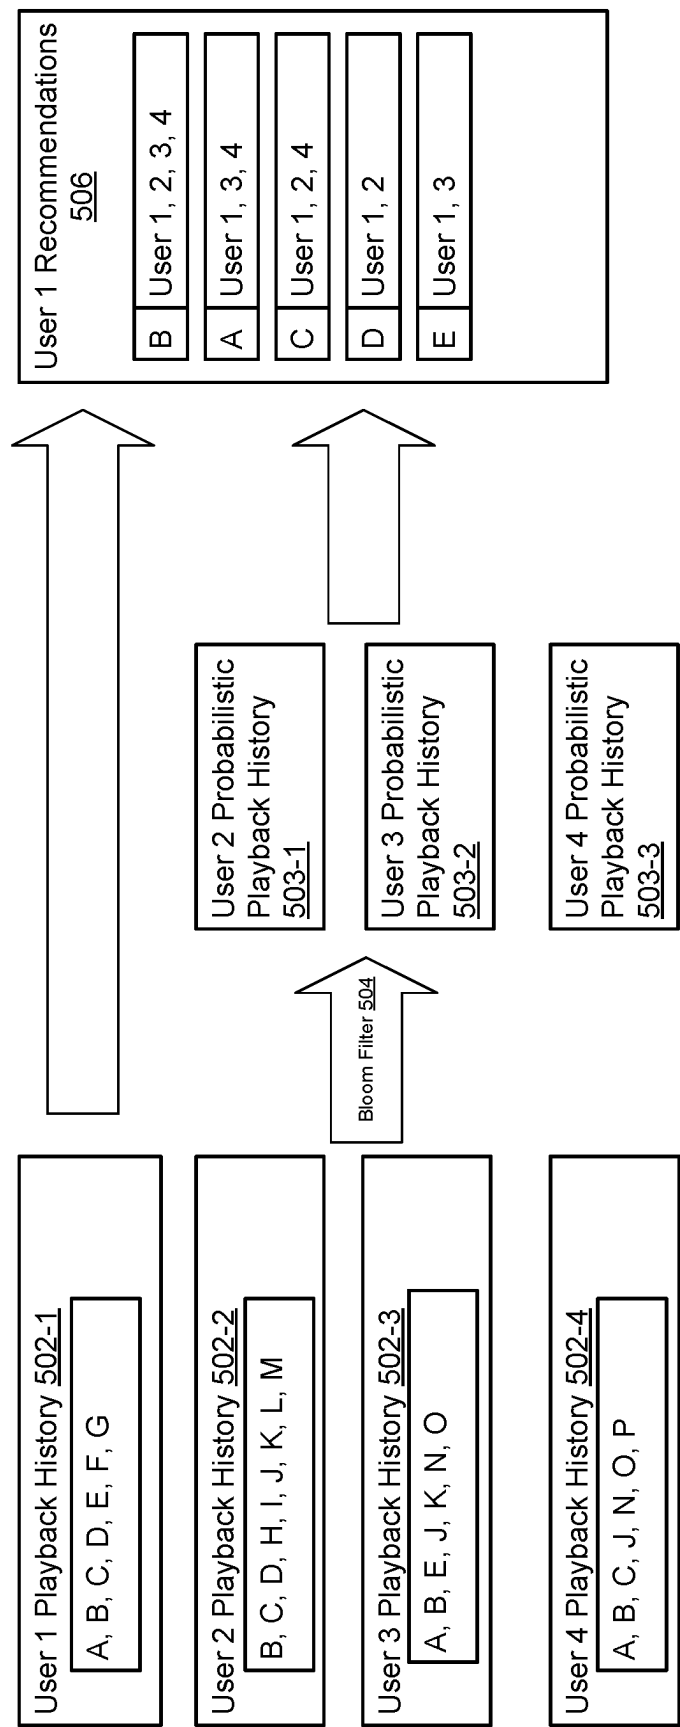 User 1 Playback History 502-1
A, B, C, D, E, F, G
User 2 Playback History 502-2
B, C, D, H, I, J, K, L, M
User 3 Playback History 502-3
A, B, E, J, K, N, O
User 4 Playback History 502-4
A, B, C, J, N, O, P
Bloom Filter 504
User 2 Probabilistic
Playback History
503-1
User 3 Probabilistic
Playback History
503-2
User 4 Probabilistic
Playback History
503-3
User 1 Recommendations
506
B User 1, 2, 3, 4
A User 1, 3, 4
C User 1, 2, 4
D User 1, 2
E User 1, 3